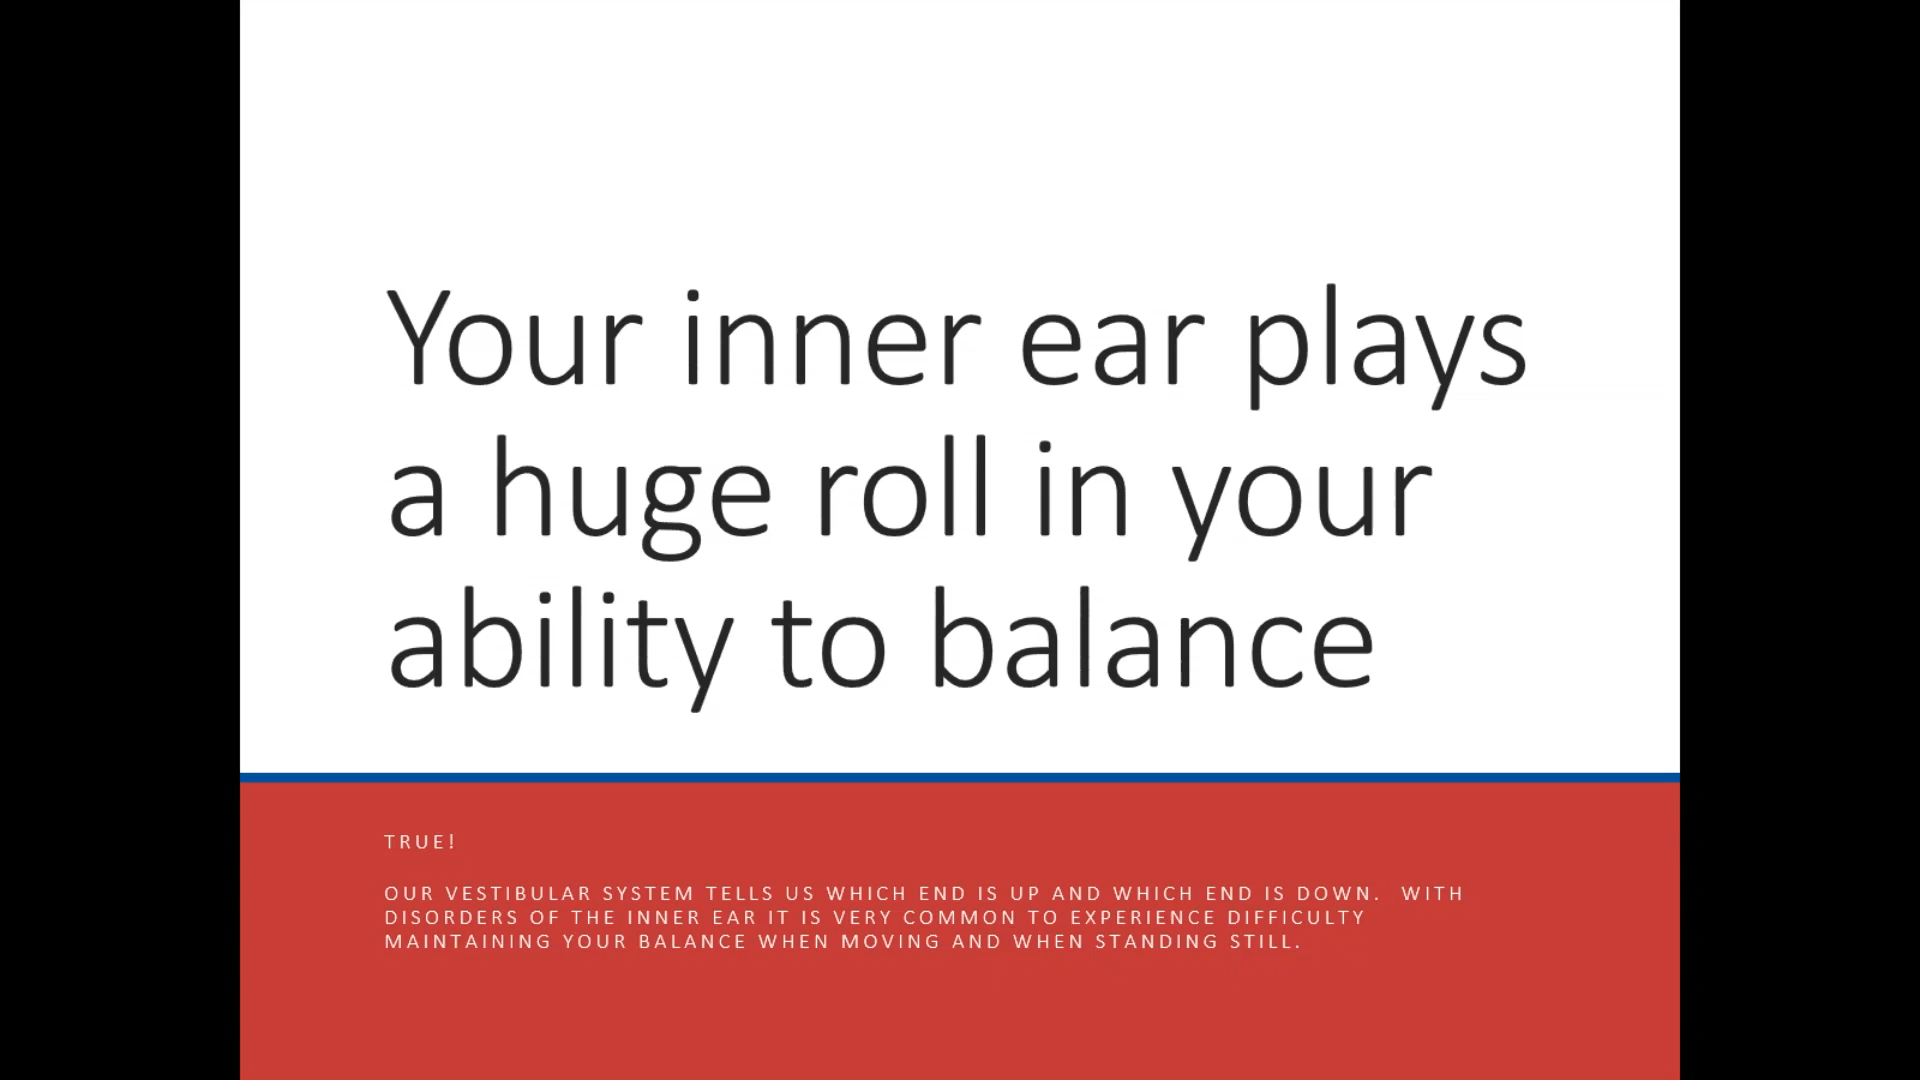 Your inner ear plays
a huge roll in your
ability to balance
TRUE!
OUR VESTIBULAR SYSTEM TELLS US WHICH END IS UP AND WHICH END IS DOWN.  WITH
DISORDERS OF THE INNER EAR IT IS VERY COMMON TO EXPERIENCE DIFFICULTY
MAINTAINING YOUR BALANCE WHEN MOVING AND WHEN STANDING STILL.